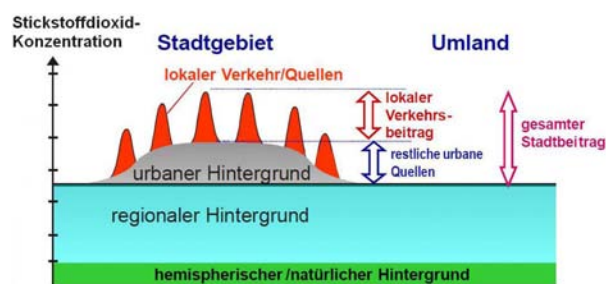 Stickstoffdioxid-
Konzentration
Stadtgebiet
Umland
lokaler Verkehr/Quellen
lokaler
Verkehrs-
beitrag
gesamter
Stadtbeitrag
restliche urbane
Quellen
urbaner Hintergrund
regionaler Hintergrund
hemisphärischer/natürlicher Hintergrund